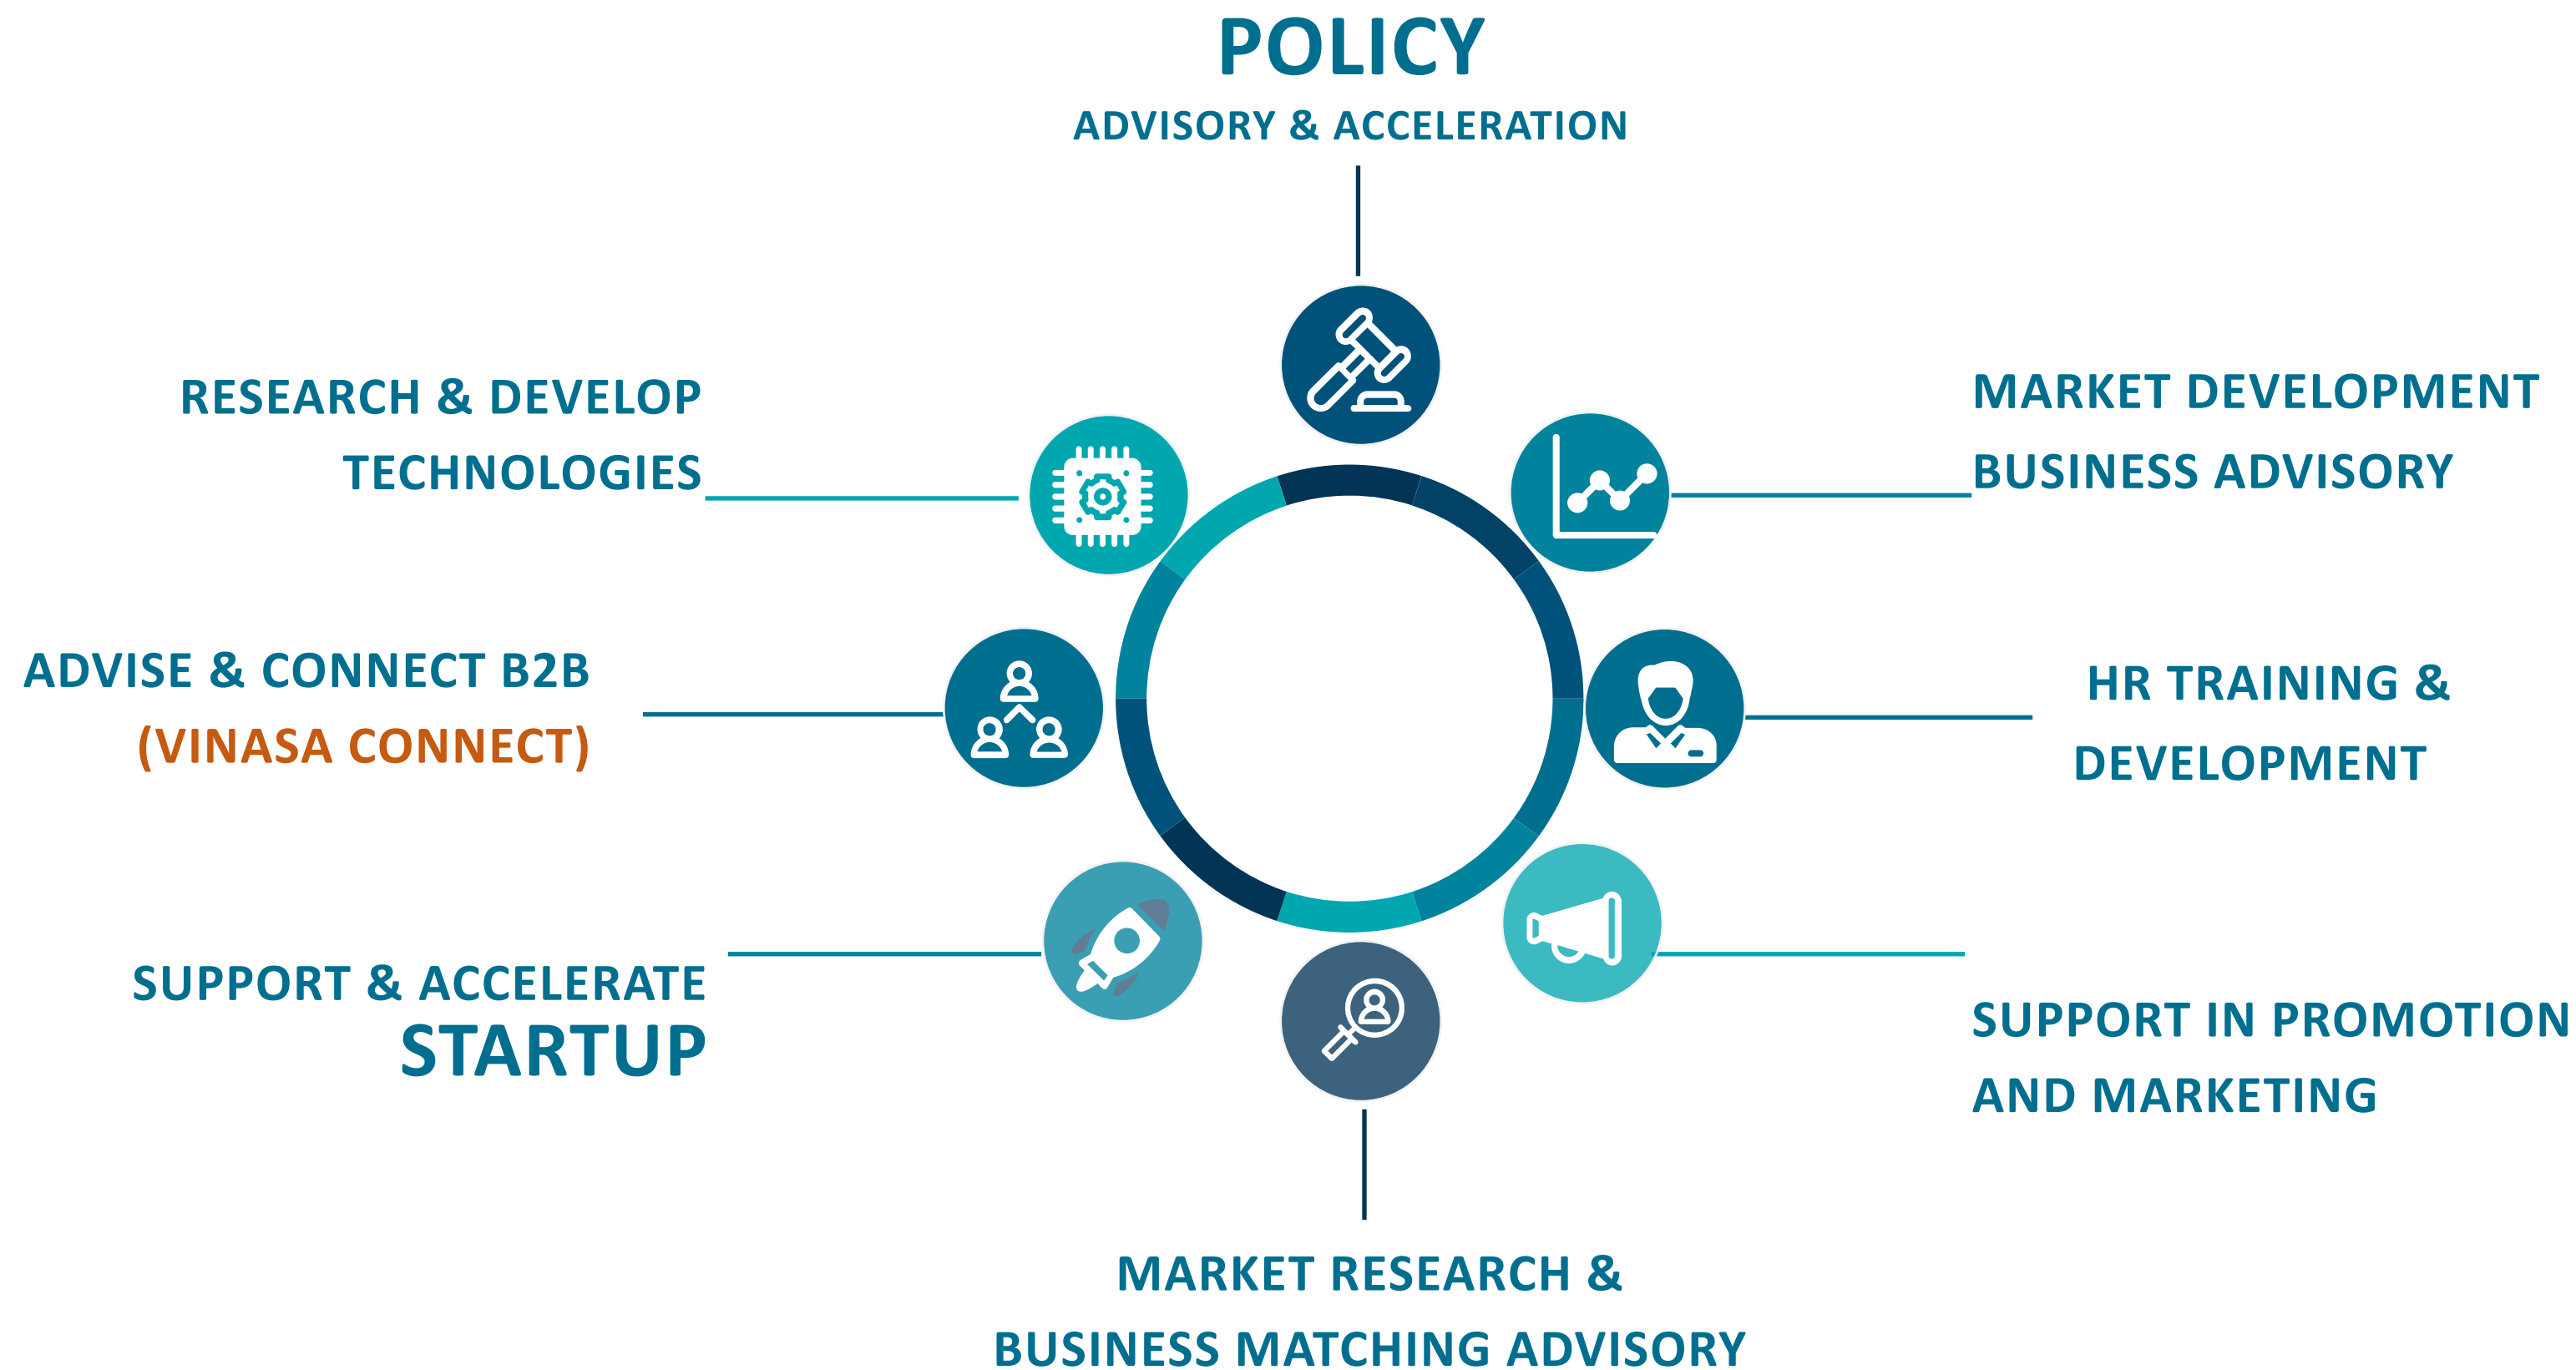 POLICY
ADVISORY & ACCELERATION
RESEARCH & DEVELOP
TECHNOLOGIES
MARKET DEVELOPMENT
BUSINESS ADVISORY
ADVISE & CONNECT B2B
(VINASA CONNECT)
HR TRAINING &
DEVELOPMENT
SUPPORT & ACCELERATE
STARTUP
SUPPORT IN PROMOTION
AND MARKETING
MARKET RESEARCH &
BUSINESS MATCHING ADVISORY